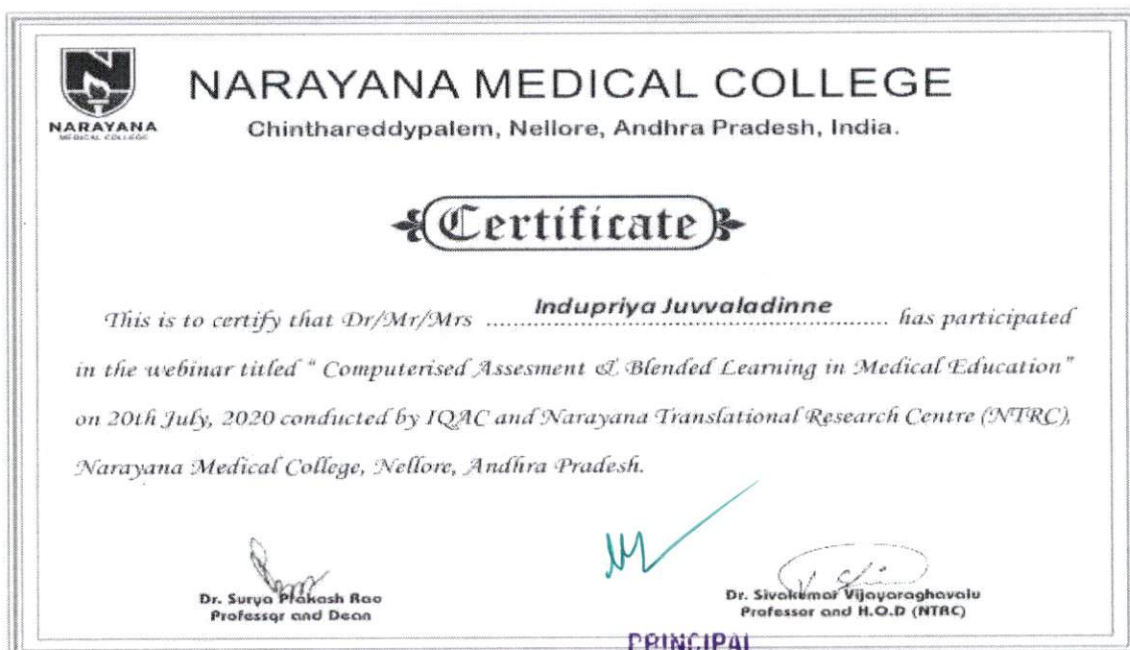 NARAYANA
MEDICAL COLLEGE
NARAYANA MEDICAL COLLEGE
Chinthareddypalem, Nellore, Andhra Pradesh, India.
Certificate
This is to certify that Dr/Mr/Mrs Indupriya Juvvaladinne has participated
in the webinar titled " Computerised Assesment & Blended Learning in Medical Education"
on 20th July, 2020 conducted by IQAC and Narayana Translational Research Centre (NTRC),
Narayana Medical College, Nellore, Andhra Pradesh.
Dr. Surya Prakash Rao
Professor and Dean
Dr. Sivakumar Vijayaraghavalu
Professor and H.O.D (NTRC)
PRINCIPAL